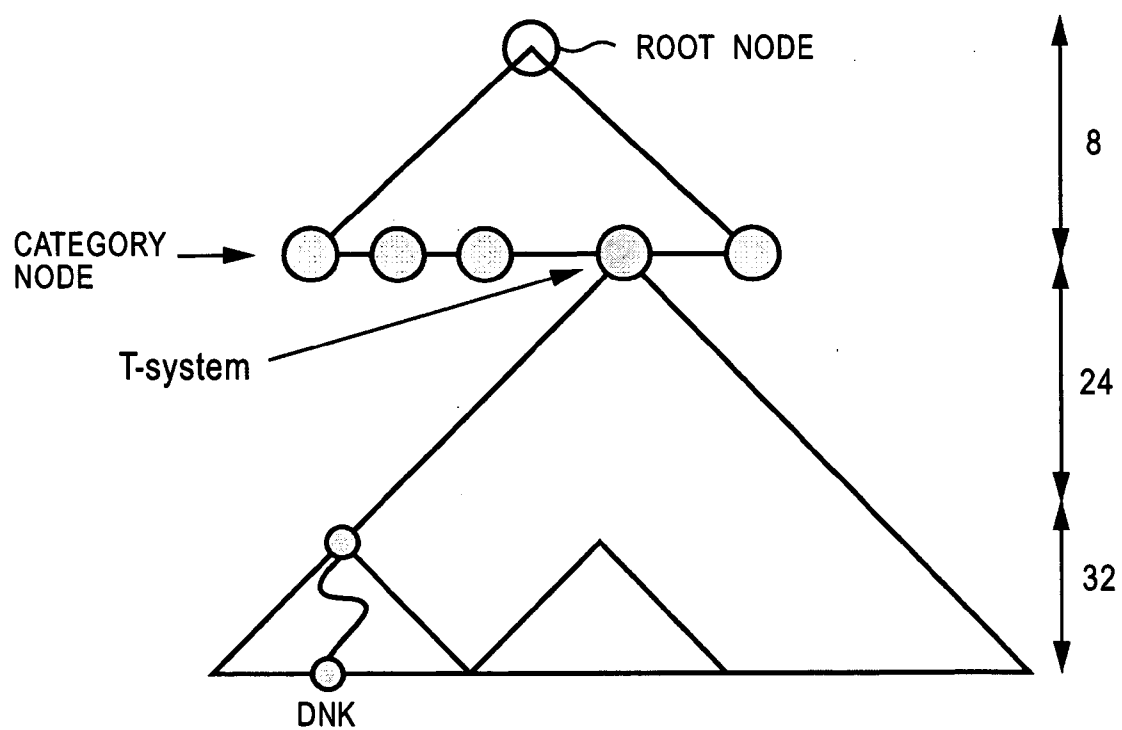 ROOT NODE
8
CATEGORY
NODE
T-system
24
32
DNK